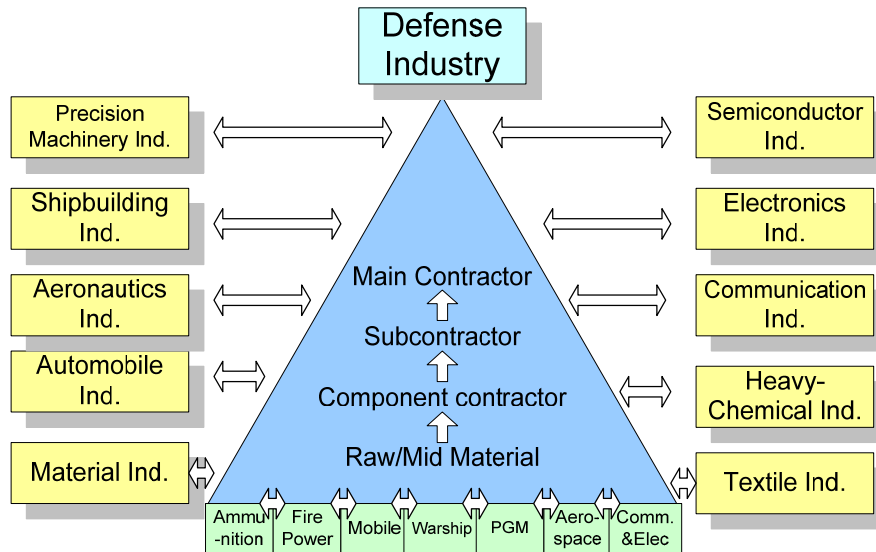 Defense
Industry
Precision
Machinery Ind.
Shipbuilding
Ind.
Aeronautics
Ind.
Automobile
Ind.
Material Ind.
Semiconductor
Ind.
Electronics
Ind.
Communication
Ind.
Heavy-
Chemical Ind.
Textile Ind.
Main Contractor
Subcontractor
Component contractor
Raw/Mid Material
Ammu
-nition
Fire
Power
Mobile
Warship
PGM
Aero-
space
Comm.
&Elec